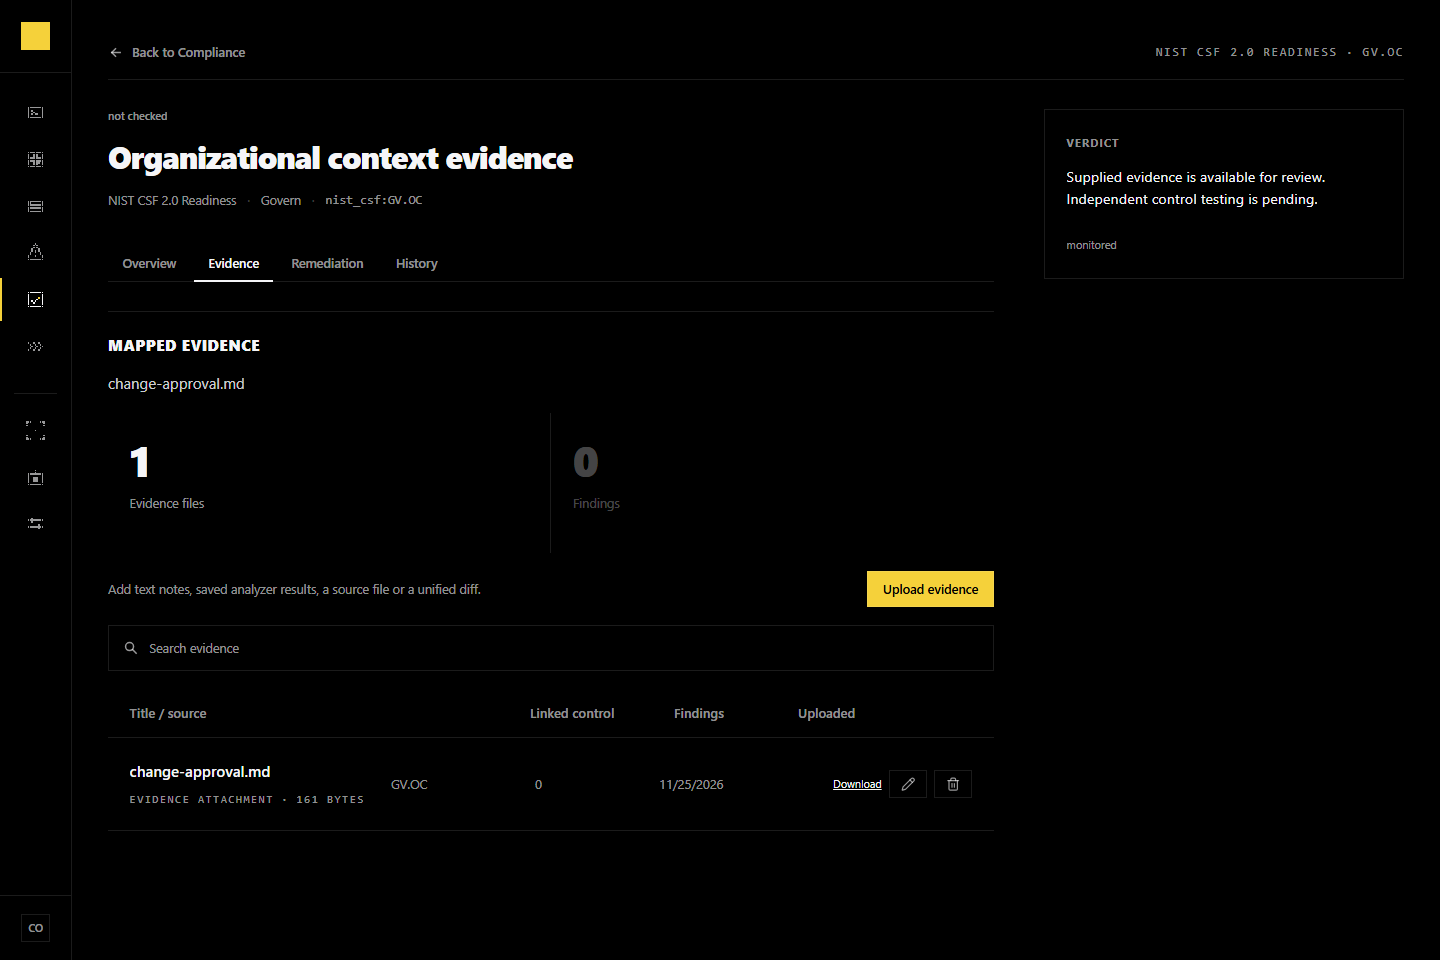 Back to Compliance
NIST CSF 2.0 READINESS · GV.OC
not checked
Organizational context evidence
NIST CSF 2.0 Readiness · Govern · nist_csf:GV.OC
VERDICT
Supplied evidence is available for review.
Independent control testing is pending.
monitored
Overview Evidence Remediation History
MAPPED EVIDENCE
change-approval.md
1
Evidence files
0
Findings
Add text notes, saved analyzer results, a source file or a unified diff.
Upload evidence
Search evidence
Title / source Linked control Findings Uploaded
change-approval.md
EVIDENCE ATTACHMENT · 161 BYTES
GV.OC 0 11/25/2026 Download
CO